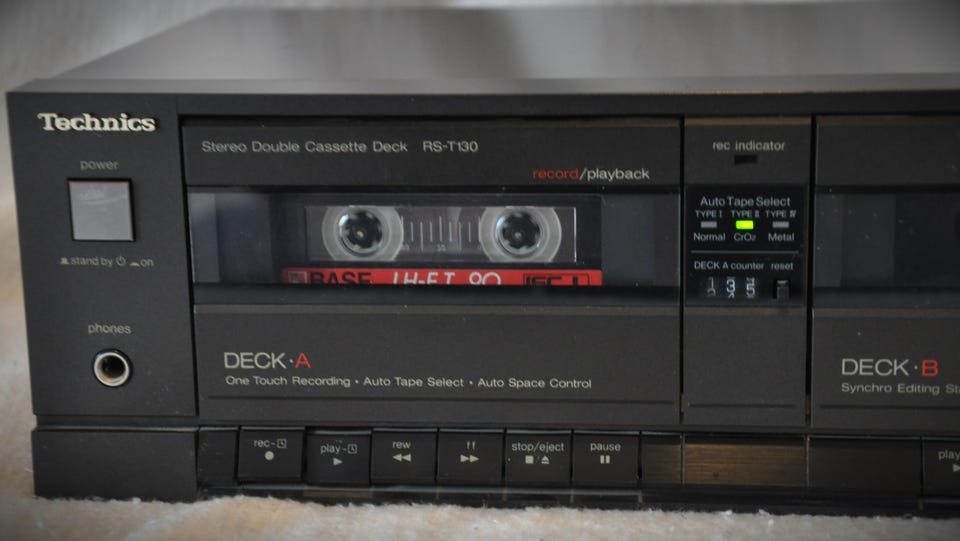 Technics
power
stand by on
phones
Stereo Double Cassette Deck RS-T130
record/playback
BASF LH-EI 90 IEC I
DECK·A
One Touch Recording • Auto Tape Select • Auto Space Control
rec indicator
Auto Tape Select
TYPE I TYPE II TYPE IV
Normal CrO₂ Metal
DECK A counter reset
35
DECK·B
Synchro Editing
rec-
play-
rew
ff
stop/eject
pause
play